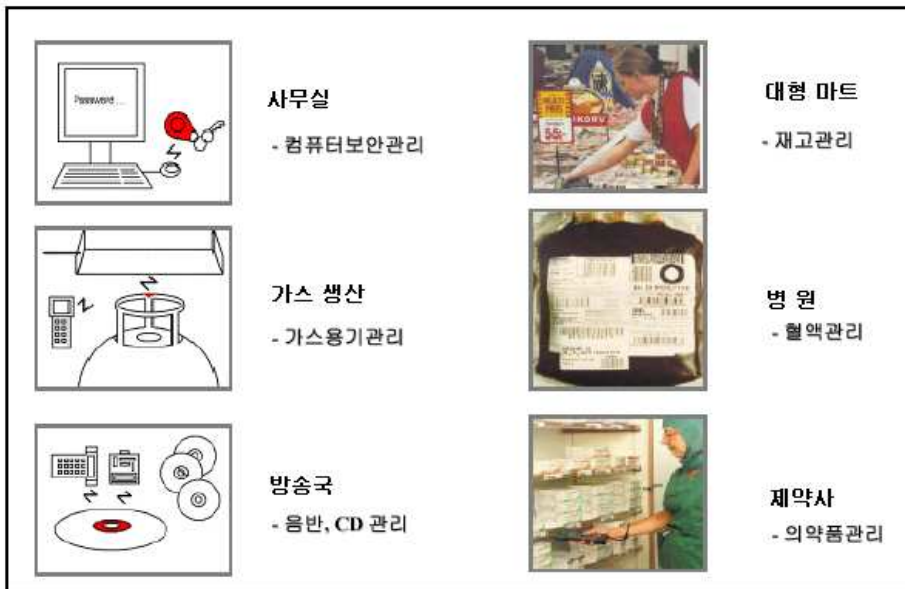 Password ...
사무실
- 컴퓨터보안관리
가스 생산
- 가스용기관리
방송국
- 음반, CD 관리
KORV
55:-
대형 마트
- 재고관리
병 원
- 혈액관리
제약사
- 의약품관리